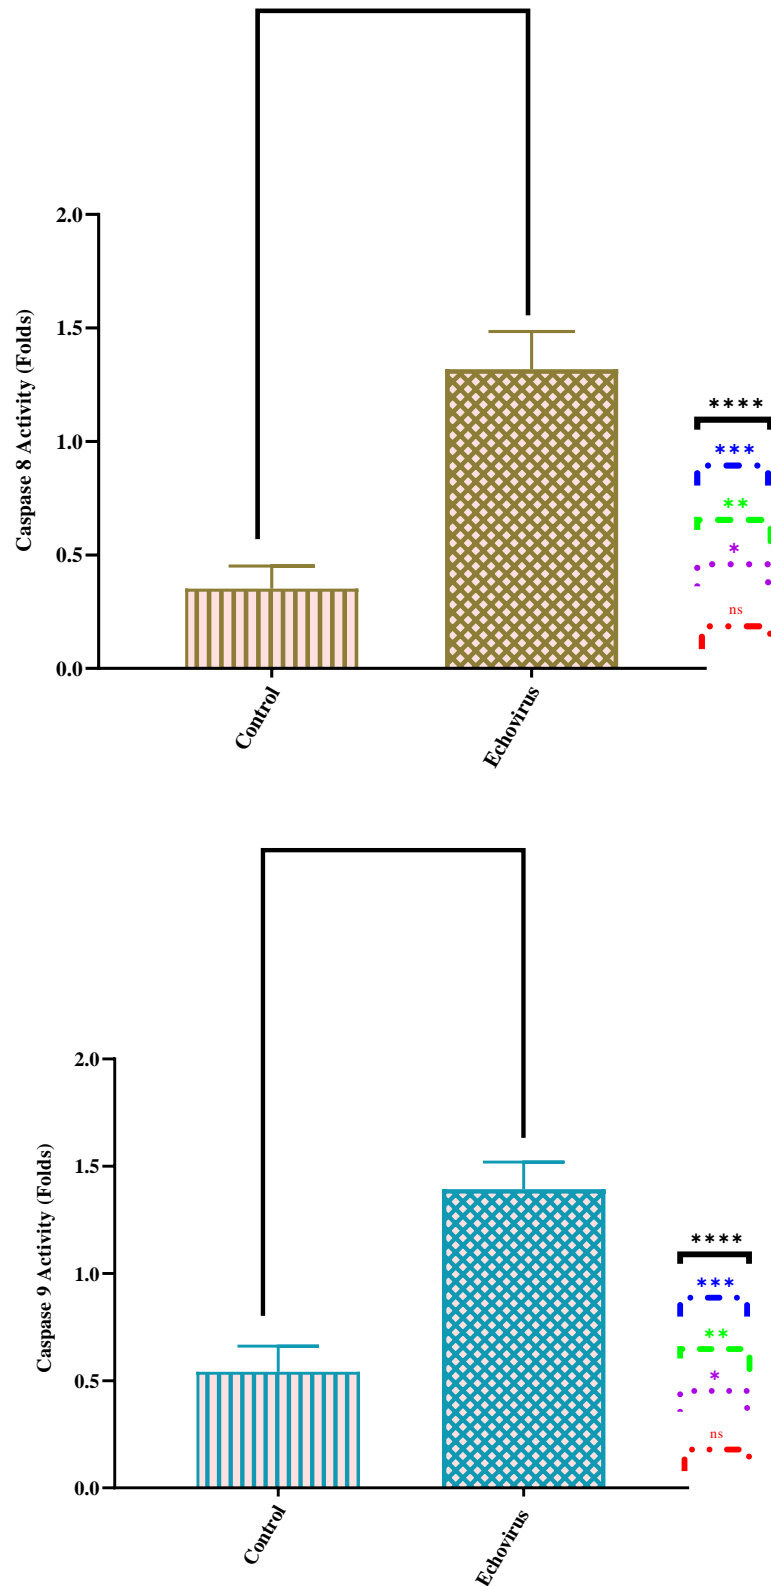 2.0
1.5
1.0
0.5
0.0
Caspase 8 Activity (Folds)
Control
Echovirus
****
***
**
*
ns
2.0
1.5
1.0
0.5
0.0
Caspase 9 Activity (Folds)
Control
Echovirus
****
***
**
*
ns